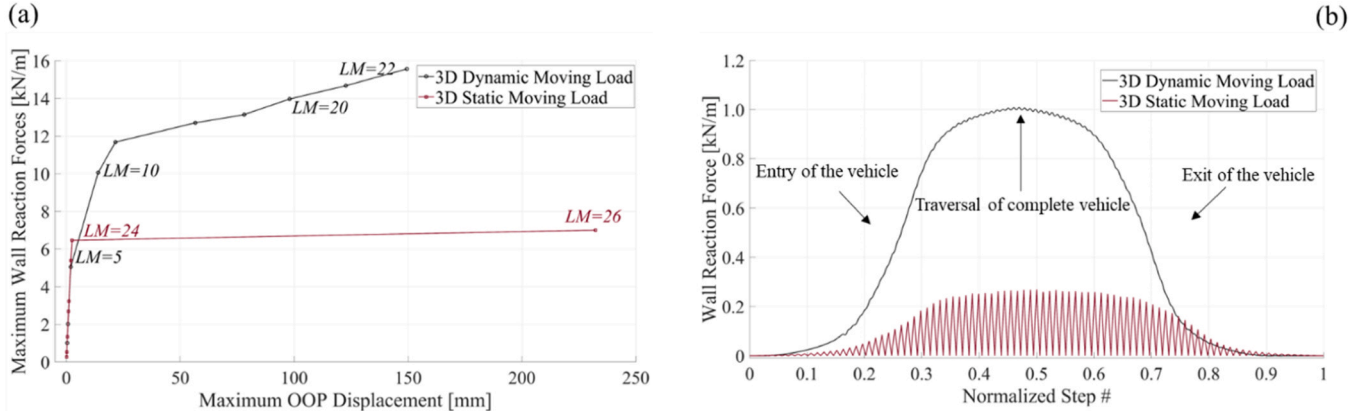 (a)
(b)
Maximum Wall Reaction Forces [kN/m]
16
14
12
10
8
6
4
2
0
LM=22
LM=20
LM=10
LM=24
LM=5
LM=26
3D Dynamic Moving Load
3D Static Moving Load
0 50 100 150 200 250
Maximum OOP Displacement [mm]
Wall Reaction Force [kN/m]
1.2
1.0
0.8
0.6
0.4
0.2
0
3D Dynamic Moving Load
3D Static Moving Load
Entry of the vehicle
Traversal of complete vehicle
Exit of the vehicle
0 0.1 0.2 0.3 0.4 0.5 0.6 0.7 0.8 0.9 1
Normalized Step #